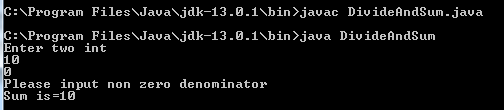 C:\Program Files\Java\jdk-13.0.1\bin>javac DivideAndSum.java
C:\Program Files\Java\jdk-13.0.1\bin>java DivideAndSum
Enter two int
10
0
Please input non zero denominator
Sum is=10